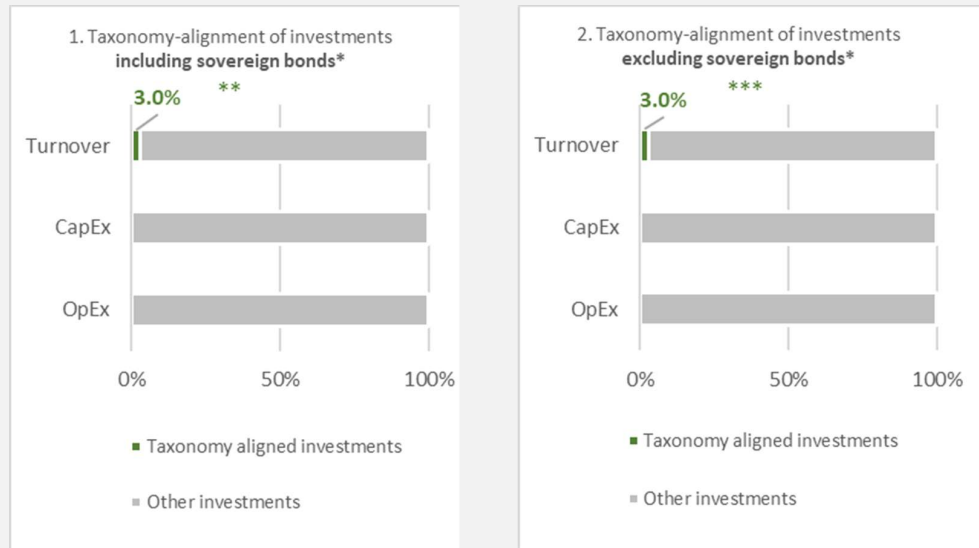 1. Taxonomy-alignment of investments
including sovereign bonds*
**
3.0%
Turnover
CapEx
OpEx
0% 50% 100%
Taxonomy aligned investments
Other investments
2. Taxonomy-alignment of investments
excluding sovereign bonds*
***
3.0%
Turnover
CapEx
OpEx
0% 50% 100%
Taxonomy aligned investments
Other investments